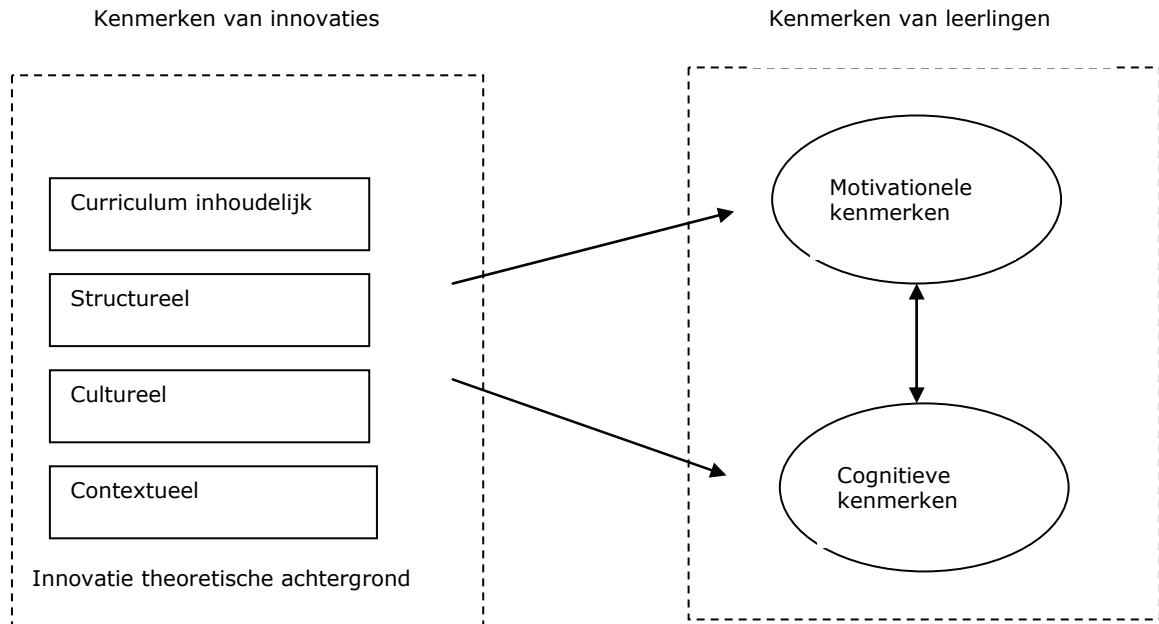 Kenmerken van innovaties
Kenmerken van leerlingen
Curriculum inhoudelijk
Structureel
Cultureel
Contextueel
Innovatie theoretische achtergrond
Motivationele
kenmerken
Cognitieve
kenmerken